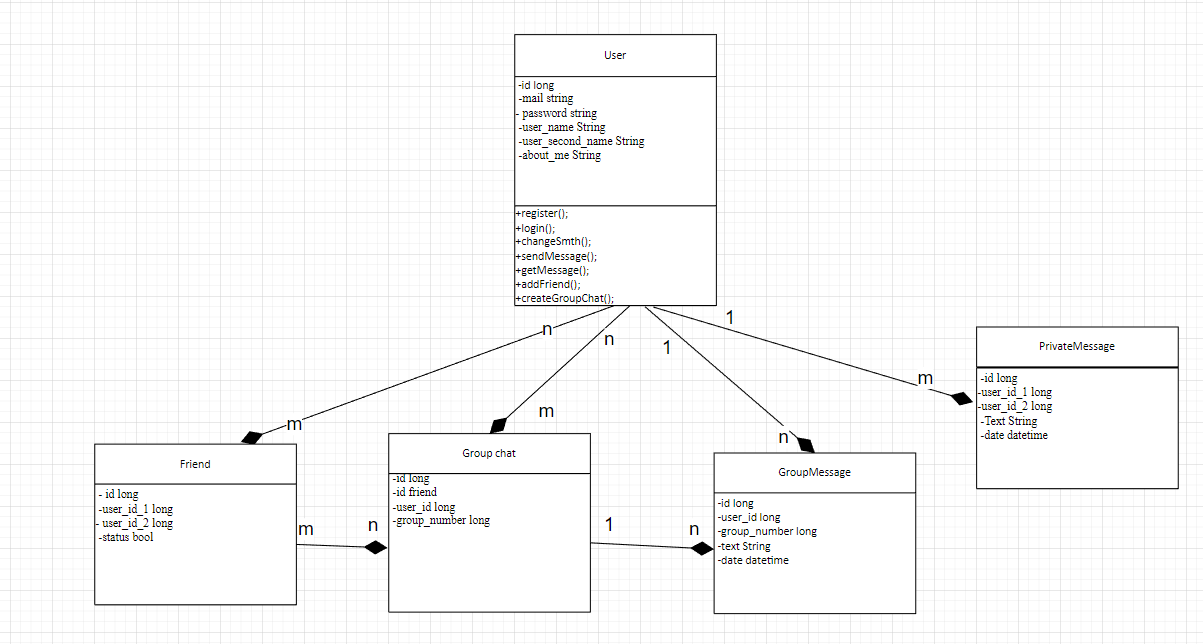 User
-id long
-mail string
- password string
-user_name String
-user_second_name String
-about_me String
+register();
+login();
+changeSmth();
+sendMessage();
+getMessage();
+addFriend();
+createGroupChat();
n
n
1
1
m
m
m
n
PrivateMessage
-id long
-user_id_1 long
-user_id_2 long
-Text String
-date datetime
Friend
- id long
-user_id_1 long
- user_id_2 long
-status bool
m
n
Group chat
-id long
-id friend
-user_id long
-group_number long
1
n
GroupMessage
-id long
-user_id long
-group_number long
-text String
-date datetime